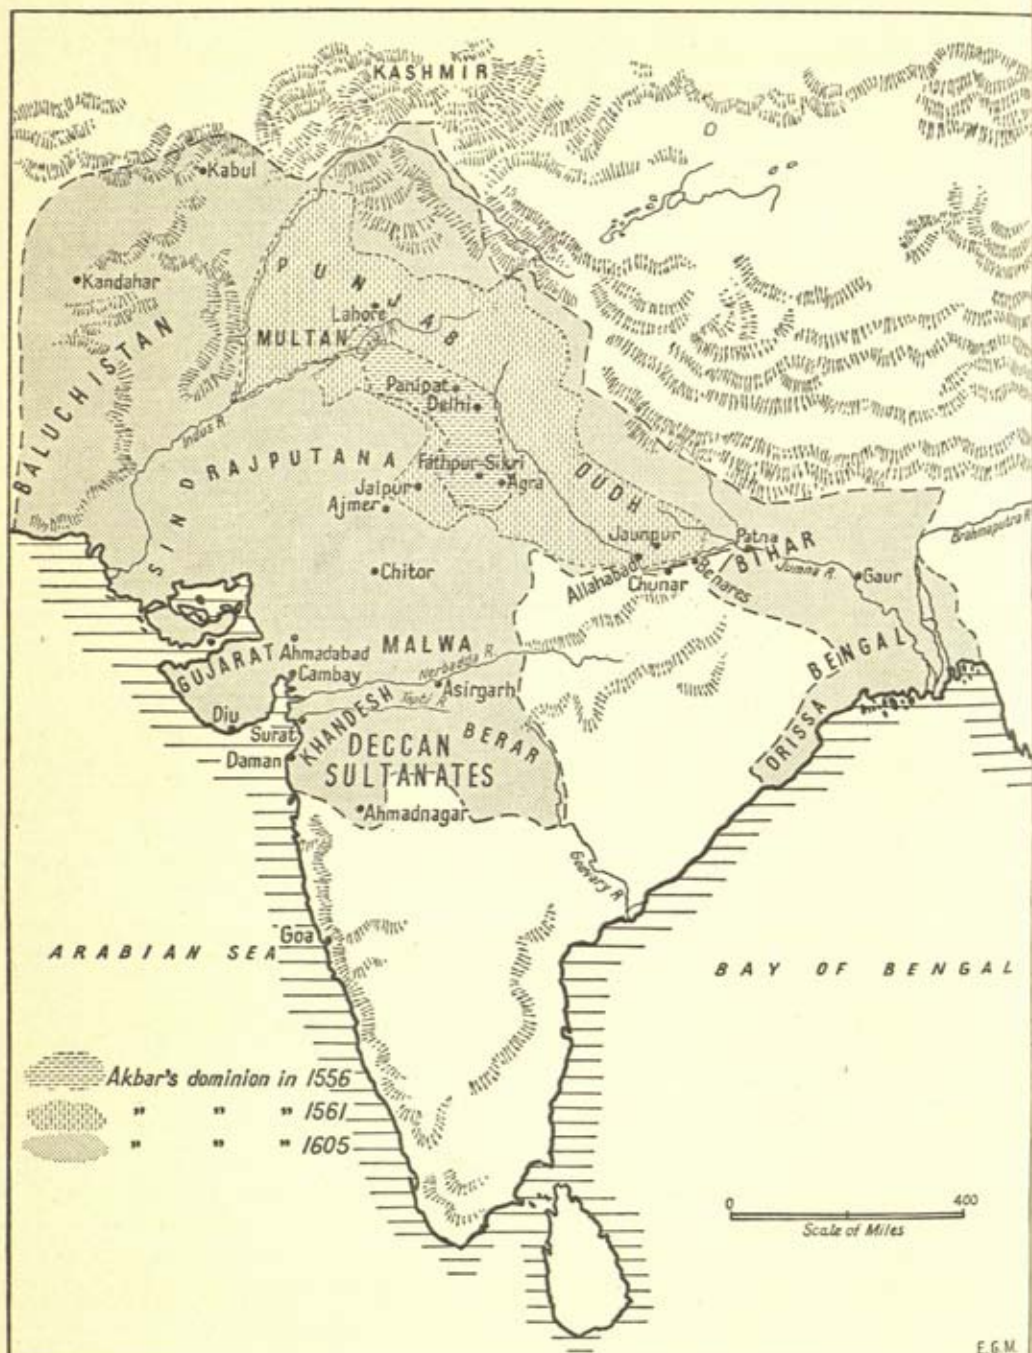 KASHMIR
Kabul
Kandahar
PUNJAB
Lahore
MULTAN
BALUCHISTAN
Panipat
Delhi
Indus R.
RAJPUTANA
Fathpur-Sikri
Agra
Jaipur
Ajmer
OUDH
SIND
Jaunpur
Patna
BIHAR
Brahmaputra R.
Allahabad
Chunar
Benares
Jumna R.
Gaur
Chitor
GUJARAT
Ahmadabad
MALWA
Cambay
Nerbadda R.
BENGAL
Asirgarh
Tapti R.
KHANDESH
Diu
Surat
BERAR
ORISSA
Daman
DECCAN
SULTANATES
Ahmadnagar
Godvary R.
Goa
ARABIAN SEA
BAY OF BENGAL
Akbar's dominion in 1556
" " " 1561
" " " 1605
0 400
Scale of Miles
E.G.M.